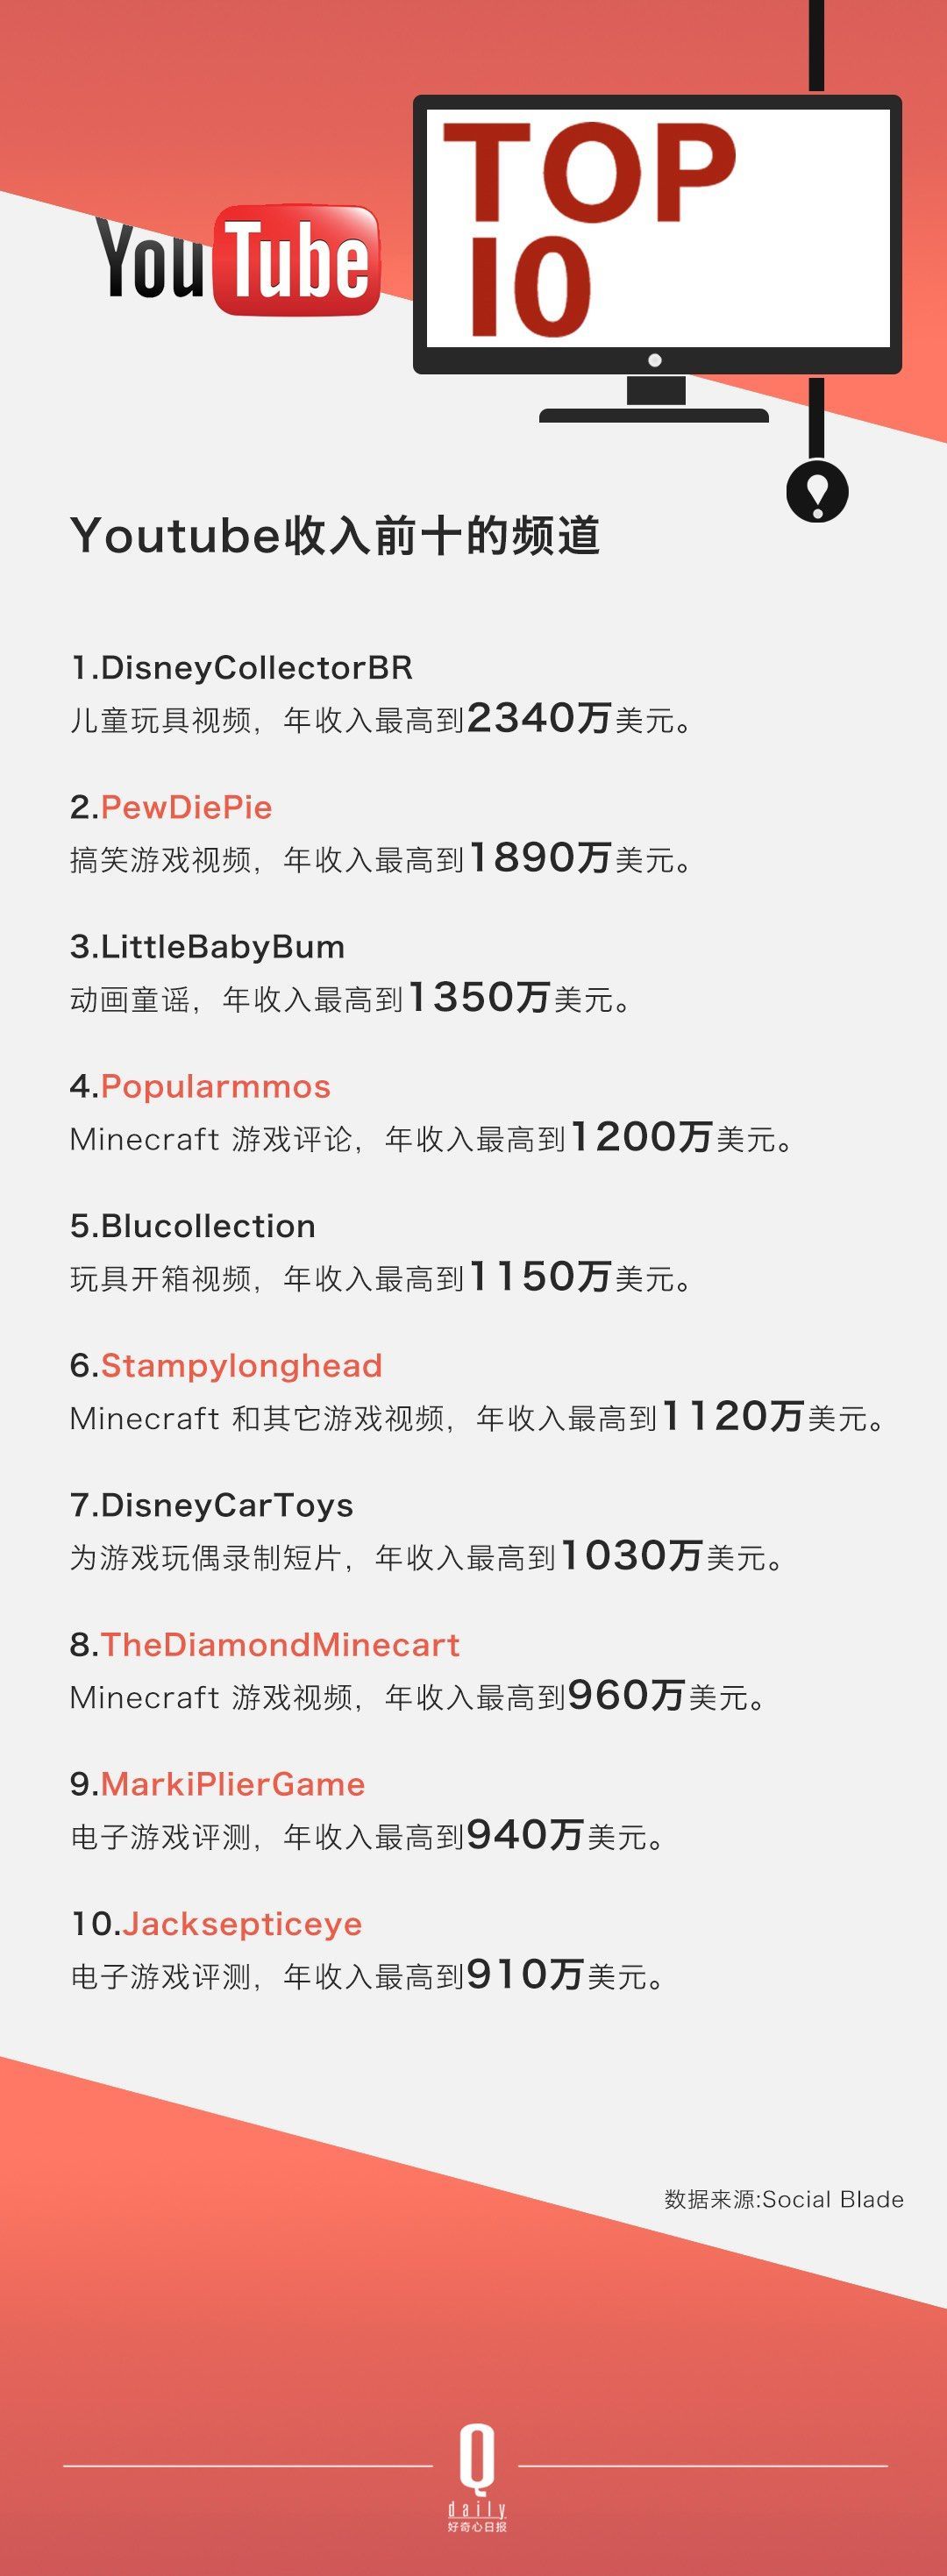 TOP
10
YouTube
Youtube收入前十的频道
1.DisneyCollectorBR
儿童玩具视频，年收入最高到2340万美元。
2.PewDiePie
搞笑游戏视频，年收入最高到1890万美元。
3.LittleBabyBum
动画童谣，年收入最高到1350万美元。
4.Popularmmos
Minecraft 游戏评论，年收入最高到1200万美元。
5.Blucollection
玩具开箱视频，年收入最高到1150万美元。
6.Stampylonghead
Minecraft 和其它游戏视频，年收入最高到1120万美元。
7.DisneyCarToys
为游戏玩偶录制短片，年收入最高到1030万美元。
8.TheDiamondMinecart
Minecraft 游戏视频，年收入最高到960万美元。
9.MarkiPlierGame
电子游戏评测，年收入最高到940万美元。
10.Jacksepticeye
电子游戏评测，年收入最高到910万美元。
数据来源:Social Blade
Q
daily
好奇心日报